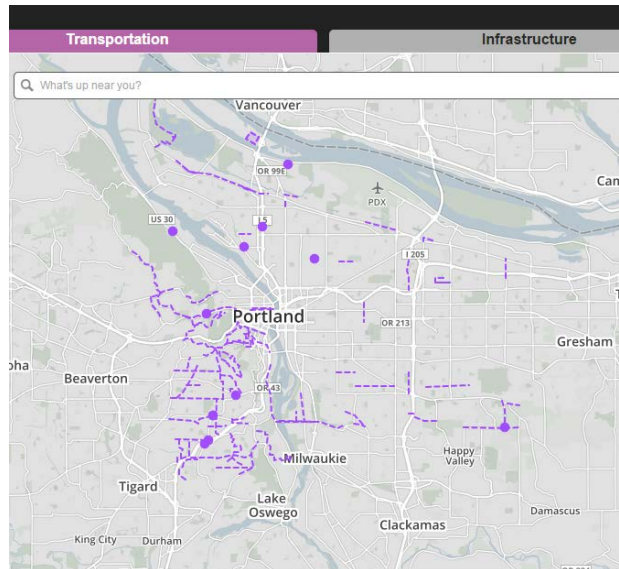 Transportation
Infrastructure
What's up near you?
Vancouver
OR 99E
PDX
US 30
I 5
I 205
Portland
OR 213
Gresham
Beaverton
OR 43
Milwaukie
Happy
Valley
Tigard
Lake
Oswego
Damascus
Clackamas
King City
Durham